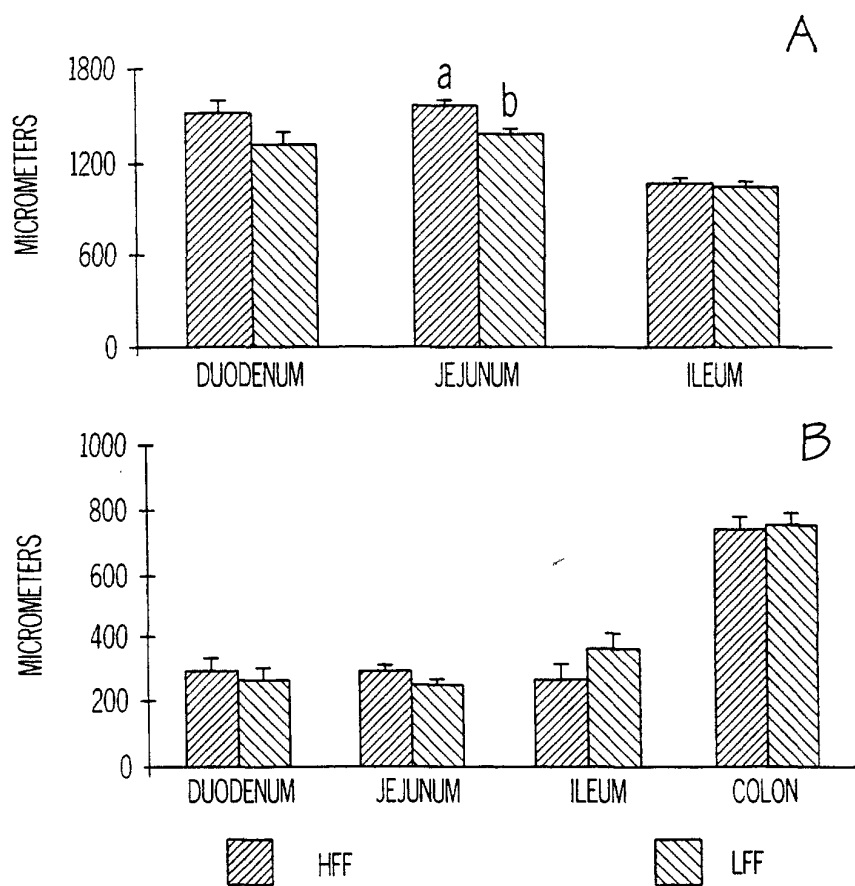 A
MICROMETERS
1800
1200
600
0
a
b
DUODENUM JEJUNUM ILEUM
B
MICROMETERS
1000
800
600
400
200
0
DUODENUM JEJUNUM ILEUM COLON
HFF LFF